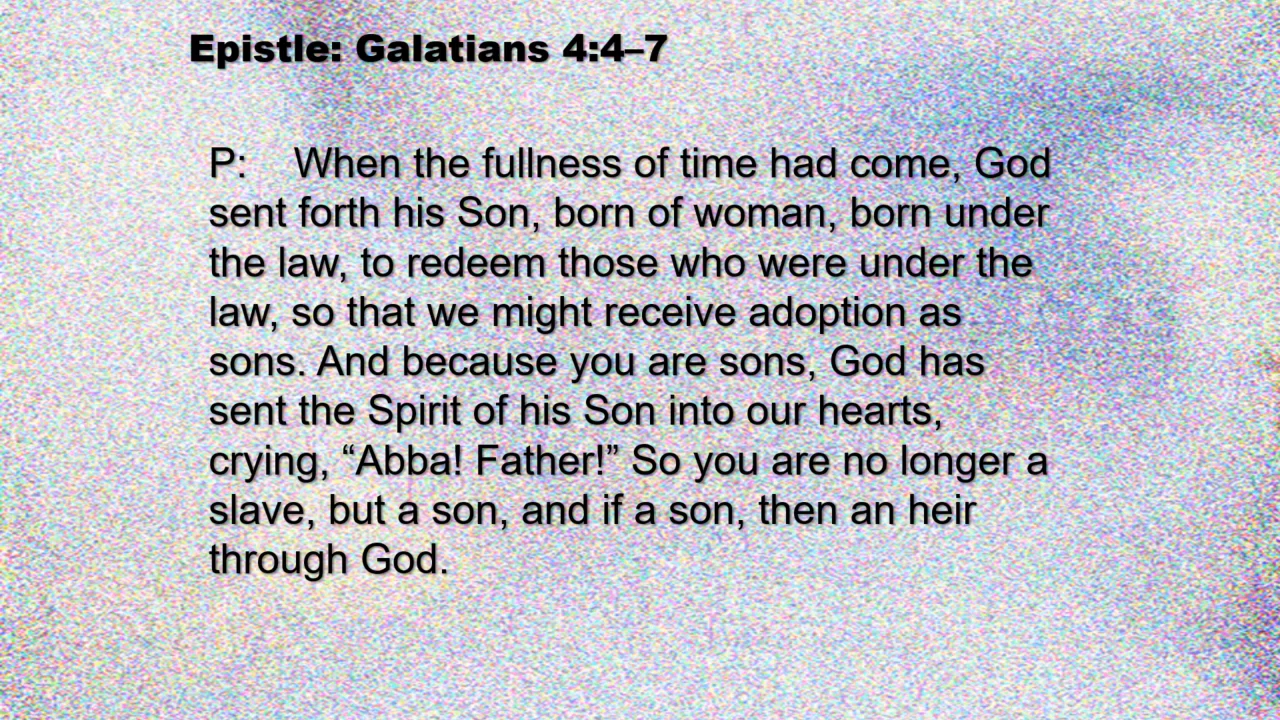 Epistle: Galatians 4:4–7
P: When the fullness of time had come, God
sent forth his Son, born of woman, born under
the law, to redeem those who were under the
law, so that we might receive adoption as
sons. And because you are sons, God has
sent the Spirit of his Son into our hearts,
crying, “Abba! Father!” So you are no longer a
slave, but a son, and if a son, then an heir
through God.